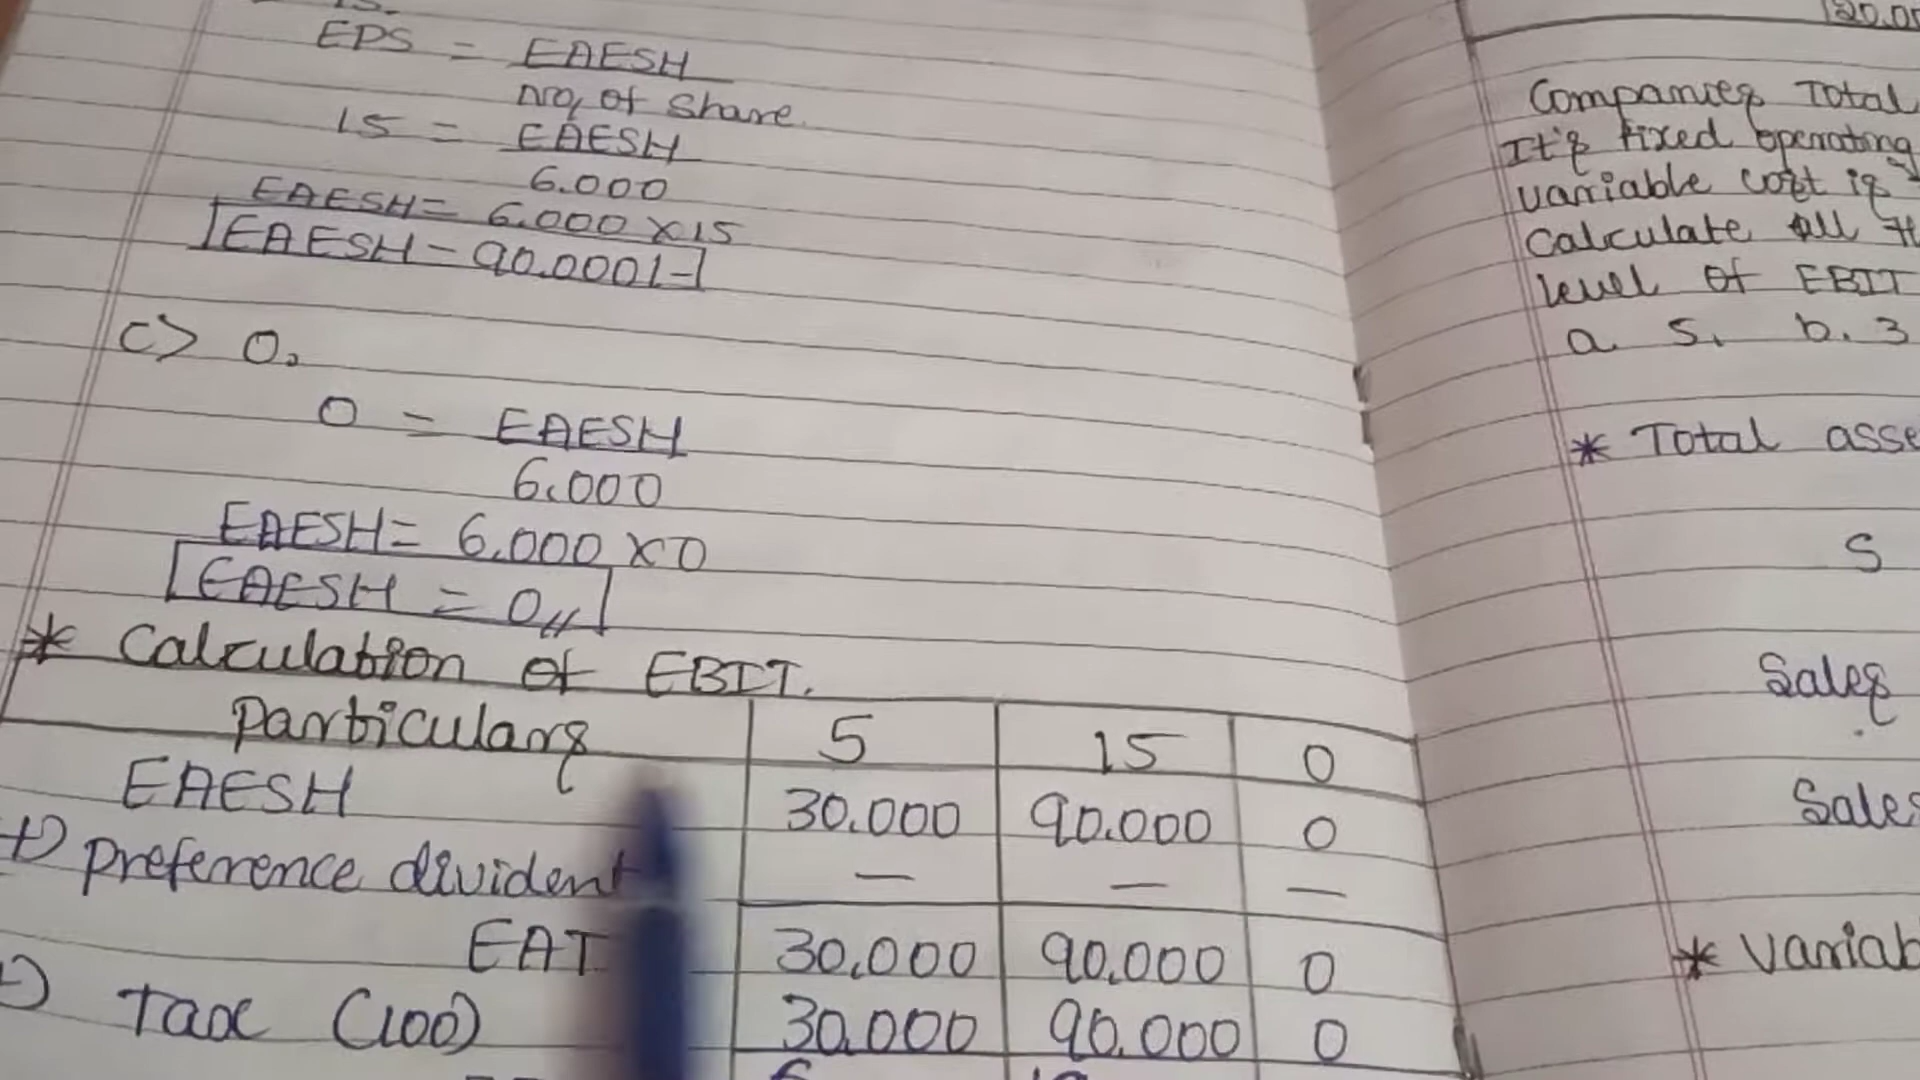 EPS = EAESH
no, of Share
15 = EAESH
6.000
EAESH = 6.000 x 15
EAESH = 90.000/-
c> 0.
0 = EAESH
6.000
EAESH = 6.000 x 0
EAESH = 0//
* Calculation of EBIT.
Particulars 5 15 0
EAESH 30.000 90.000 0
+) Preference divident — — —
EAT 30,000 90,000 0
-) Tax (100) 30,000 90,000 0
120.00
Companies Total
It's fixed operating
variable cost is
Calculate all
level of EBIT
a. 5. b. 3
* Total asse
S
Sales
Sales
* Variab